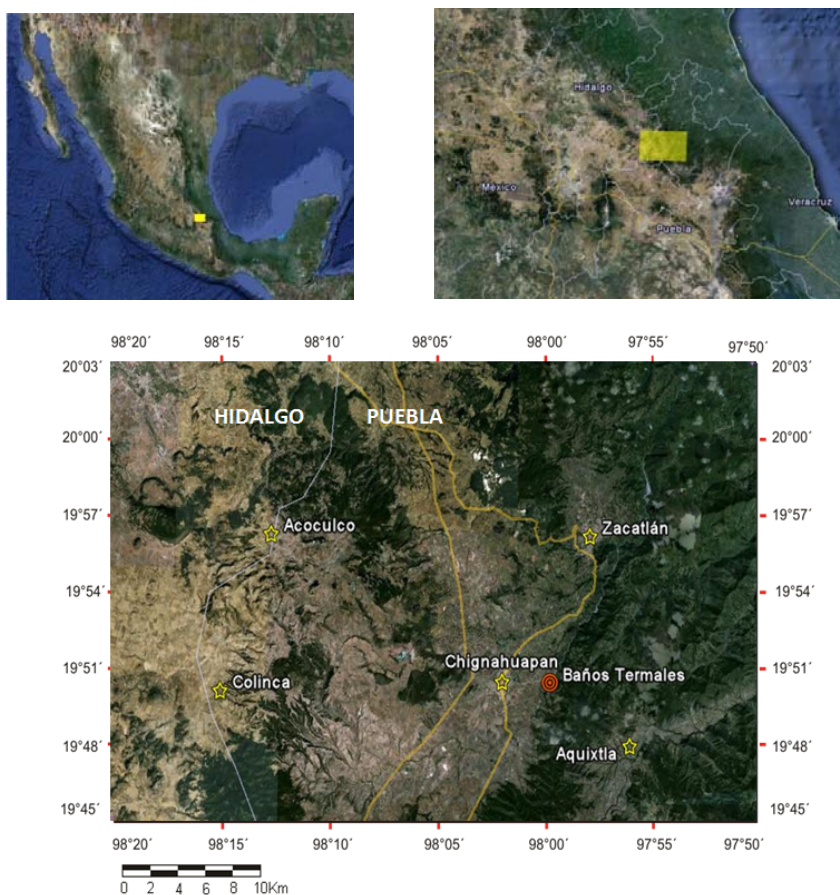 Hidalgo
México
Puebla
Veracruz
98°20´ 98°15´ 98°10´ 98°05´ 98°00´ 97°55´ 97°50´
20°03´ 20°03´
HIDALGO PUEBLA
20°00´ 20°00´
19°57´ 19°57´
Acoculco Zacatlán
19°54´ 19°54´
Chignahuapan
19°51´ 19°51´
Colinca Baños Termales
19°48´ 19°48´
Aquixtla
19°45´ 19°45´
98°20´ 98°15´ 98°10´ 98°05´ 98°00´ 97°55´ 97°50´
0 2 4 6 8 10Km